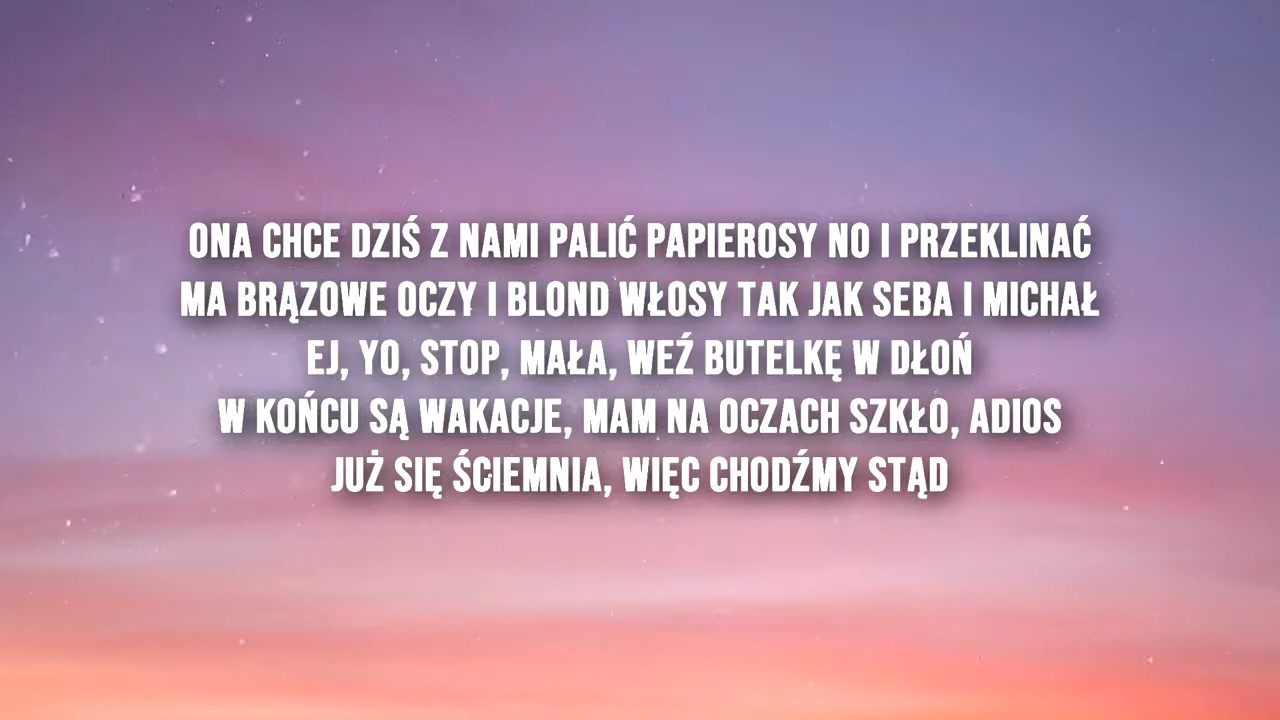 ONA CHCE DZIŚ Z NAMI PALIĆ PAPIEROSY NO I PRZEKLINAĆ
MA BRĄZOWE OCZY I BLOND WŁOSY TAK JAK SEBA I MICHAŁ
EJ, YO, STOP, MAŁA, WEŹ BUTELKĘ W DŁOŃ
W KOŃCU SĄ WAKACJE, MAM NA OCZACH SZKŁO, ADIOS
JUŻ SIĘ ŚCIEMNIA, WIĘC CHODŹMY STĄD